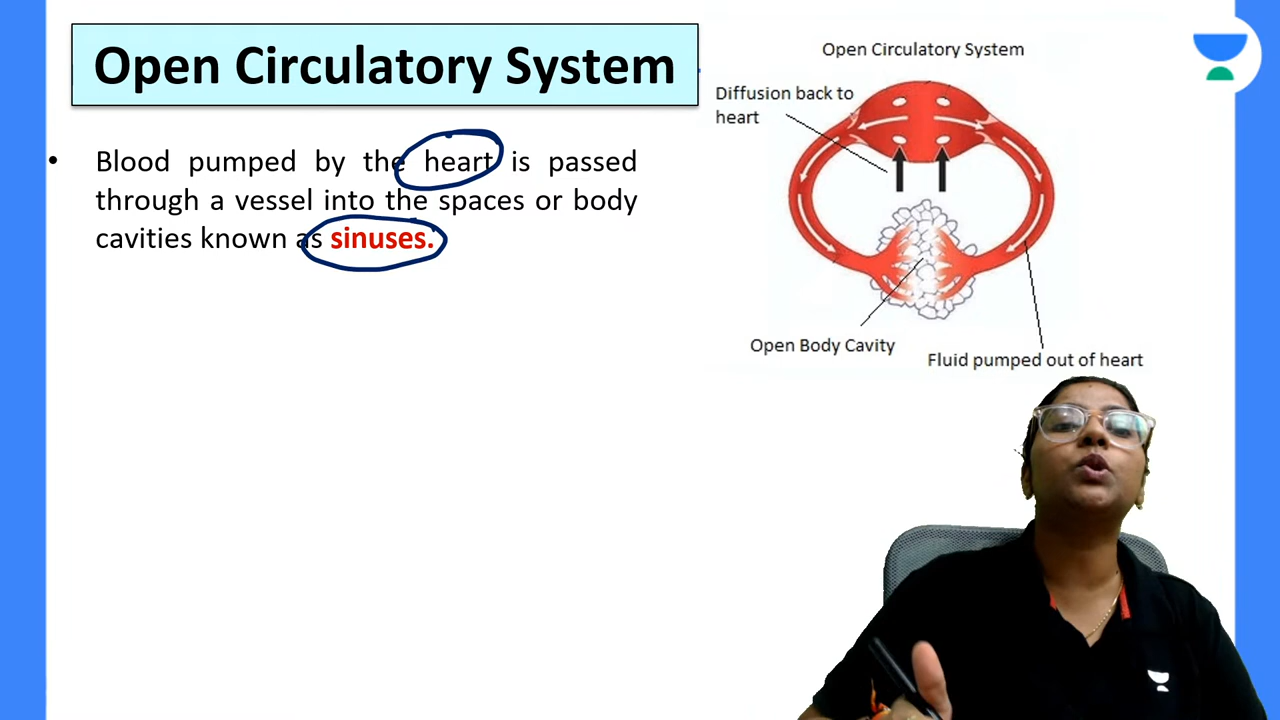 Open Circulatory System
• Blood pumped by the heart is passed
through a vessel into the spaces or body
cavities known as sinuses.
Open Circulatory System
Diffusion back to
heart
Open Body Cavity
Fluid pumped out of heart